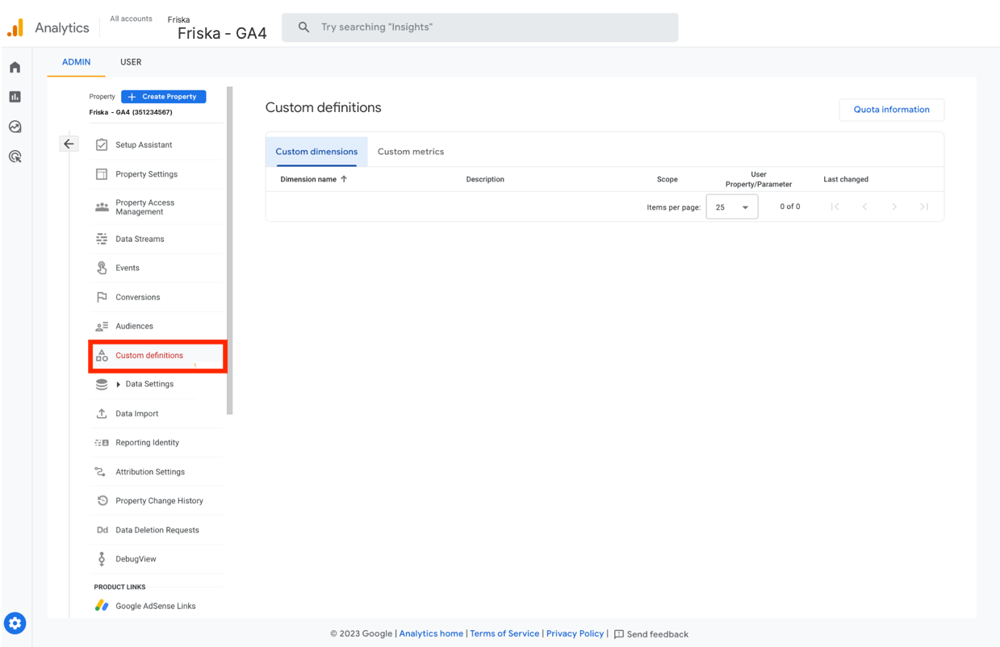 Analytics
All accounts
Friska
Friska - GA4
Try searching "Insights"
ADMIN
USER
Property
Create Property
Friska - GA4 (351234567)
Setup Assistant
Property Settings
Property Access
Management
Data Streams
Events
Conversions
Audiences
Custom definitions
Data Settings
Data Import
Reporting Identity
Attribution Settings
Property Change History
Dd Data Deletion Requests
DebugView
PRODUCT LINKS
Google AdSense Links
Custom definitions
Quota information
Custom dimensions
Custom metrics
Dimension name
Description
Scope
User
Property/Parameter
Last changed
Items per page:
25
0 of 0
© 2023 Google | Analytics home | Terms of Service | Privacy Policy | Send feedback